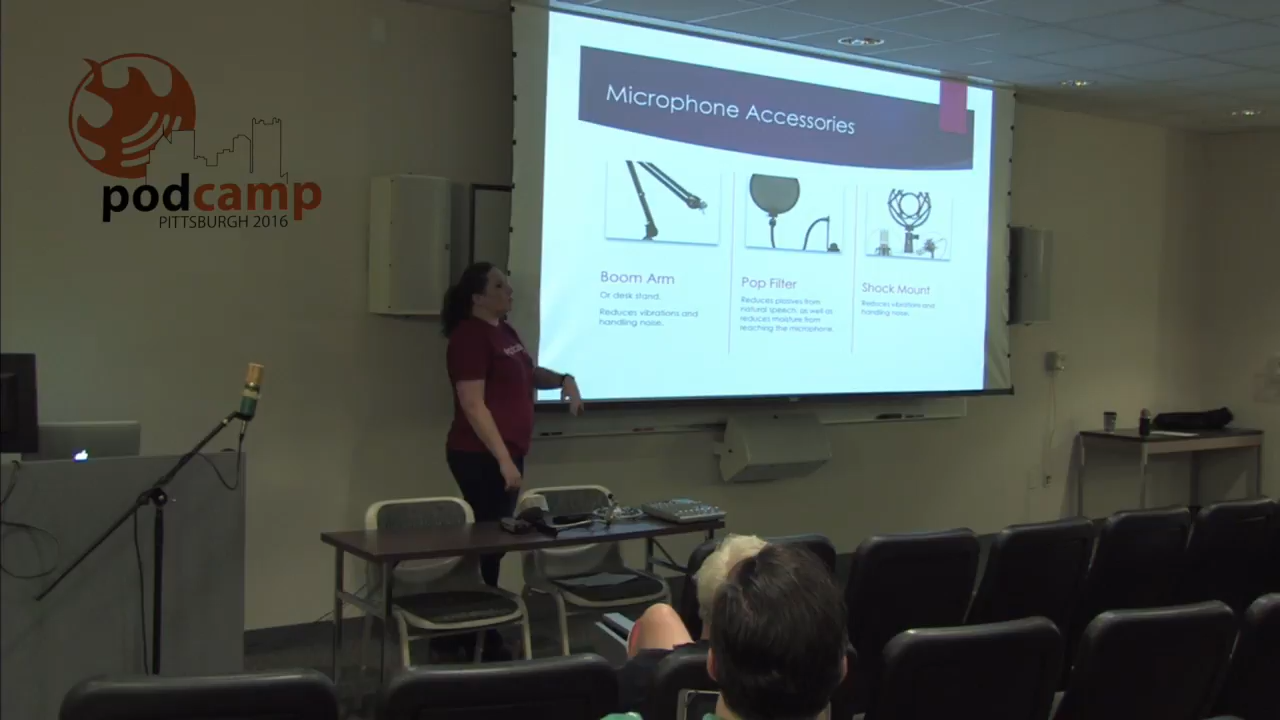 podcamp
PITTSBURGH 2016
Microphone Accessories
Boom Arm
Or desk stand.
Reduces vibrations and
handling noise.
Pop Filter
Reduces plosives from
natural speech, as well as
reduces moisture from
reaching the microphone.
Shock Mount
Reduces vibrations and
handling noise.